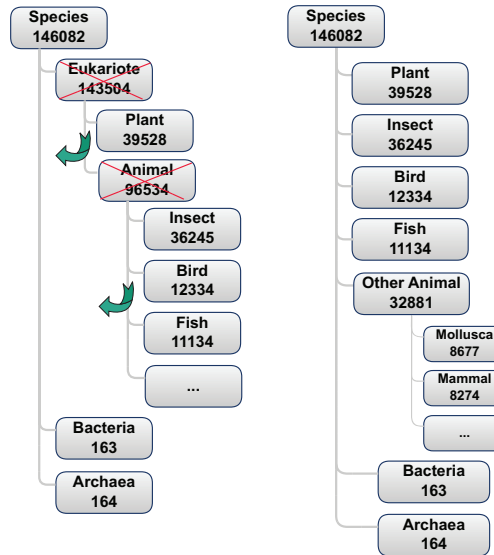 Species
146082
Eukariote
143504
Plant
39528
Animal
96534
Insect
36245
Bird
12334
Fish
11134
...
Bacteria
163
Archaea
164
Species
146082
Plant
39528
Insect
36245
Bird
12334
Fish
11134
Other Animal
32881
Mollusca
8677
Mammal
8274
...
Bacteria
163
Archaea
164